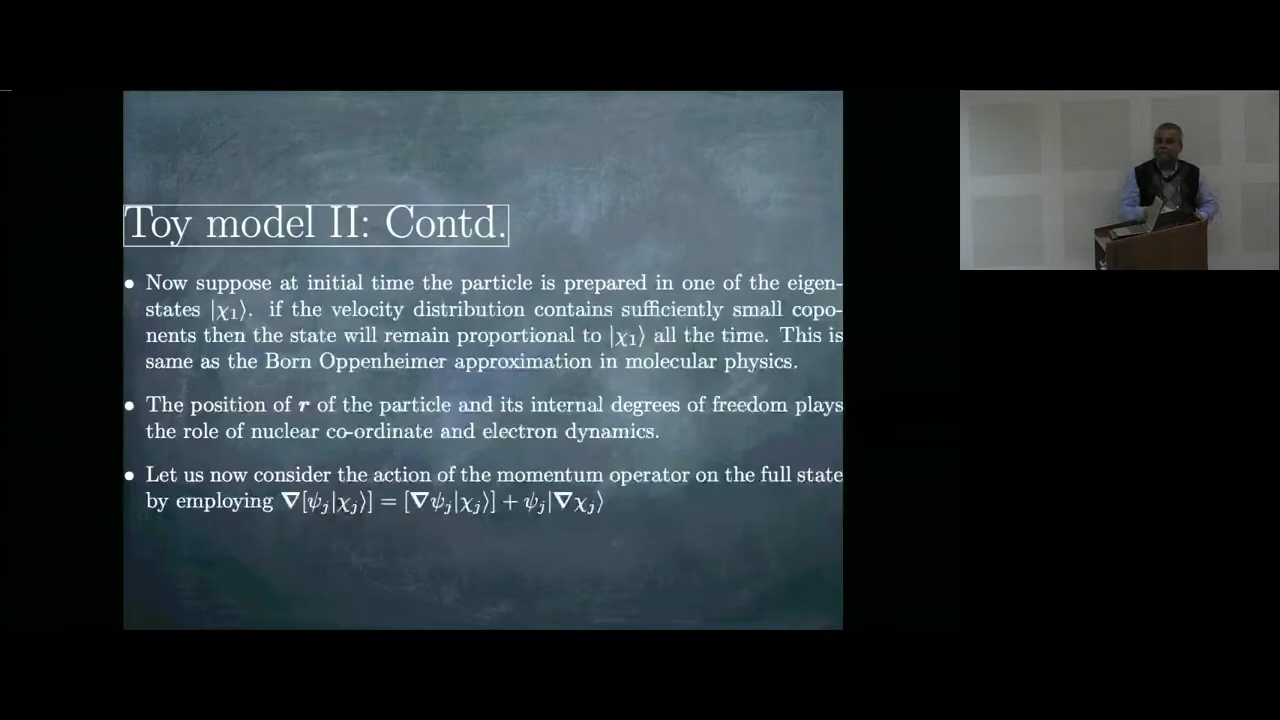 Toy model II: Contd.
• Now suppose at initial time the particle is prepared in one of the eigen-
states |χ₁⟩. if the velocity distribution contains sufficiently small copo-
nents then the state will remain proportional to |χ₁⟩ all the time. This is
same as the Born Oppenheimer approximation in molecular physics.
• The position of r of the particle and its internal degrees of freedom plays
the role of nuclear co-ordinate and electron dynamics.
• Let us now consider the action of the momentum operator on the full state
by employing ∇[ψⱼ|χⱼ⟩] = [∇ψⱼ|χⱼ⟩] + ψⱼ|∇χⱼ⟩